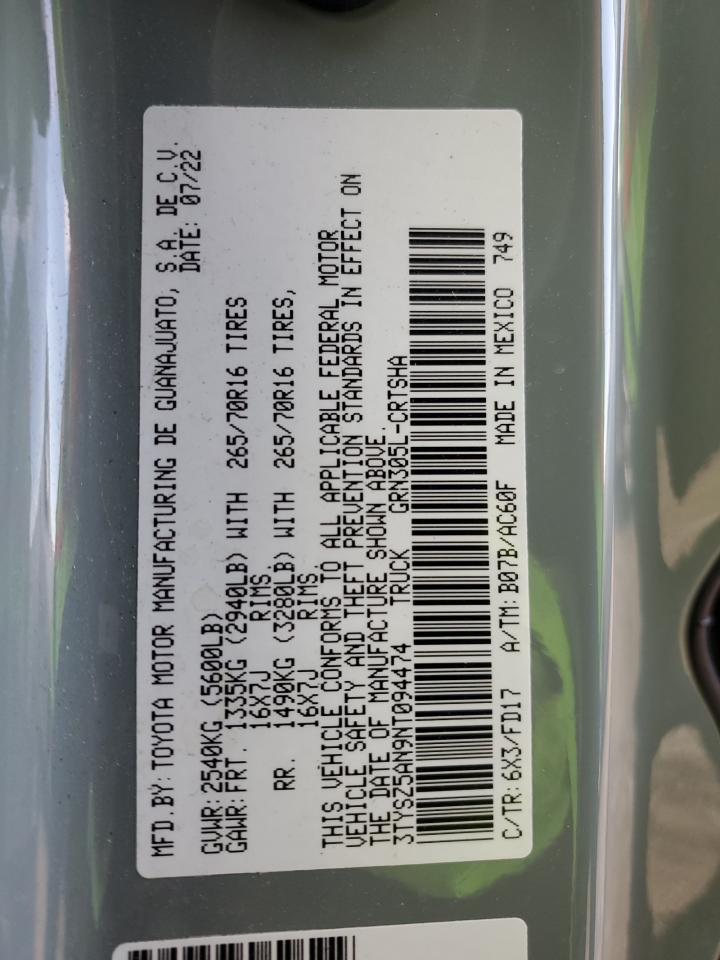 MFD.BY: TOYOTA MOTOR MANUFACTURING DE GUANAJUATO, S.A. DE C.V.
DATE: 07/22
GVWR: 2540KG (5600LB)
GAWR: FRT. 1335KG (2940LB) WITH 265/70R16 TIRES
16X7J RIMS.
RR. 1490KG (3280LB) WITH 265/70R16 TIRES,
16X7J RIMS
THIS VEHICLE CONFORMS TO ALL APPLICABLE FEDERAL MOTOR
VEHICLE SAFETY AND THEFT PREVENTION STANDARDS IN EFFECT ON
THE DATE OF MANUFACTURE SHOWN ABOVE.
3TYSZ5AN9NT094474 TRUCK GRN305L-CRTSHA
C/TR: 6X3/FD17 A/TM: B07B/AC60F MADE IN MEXICO 749